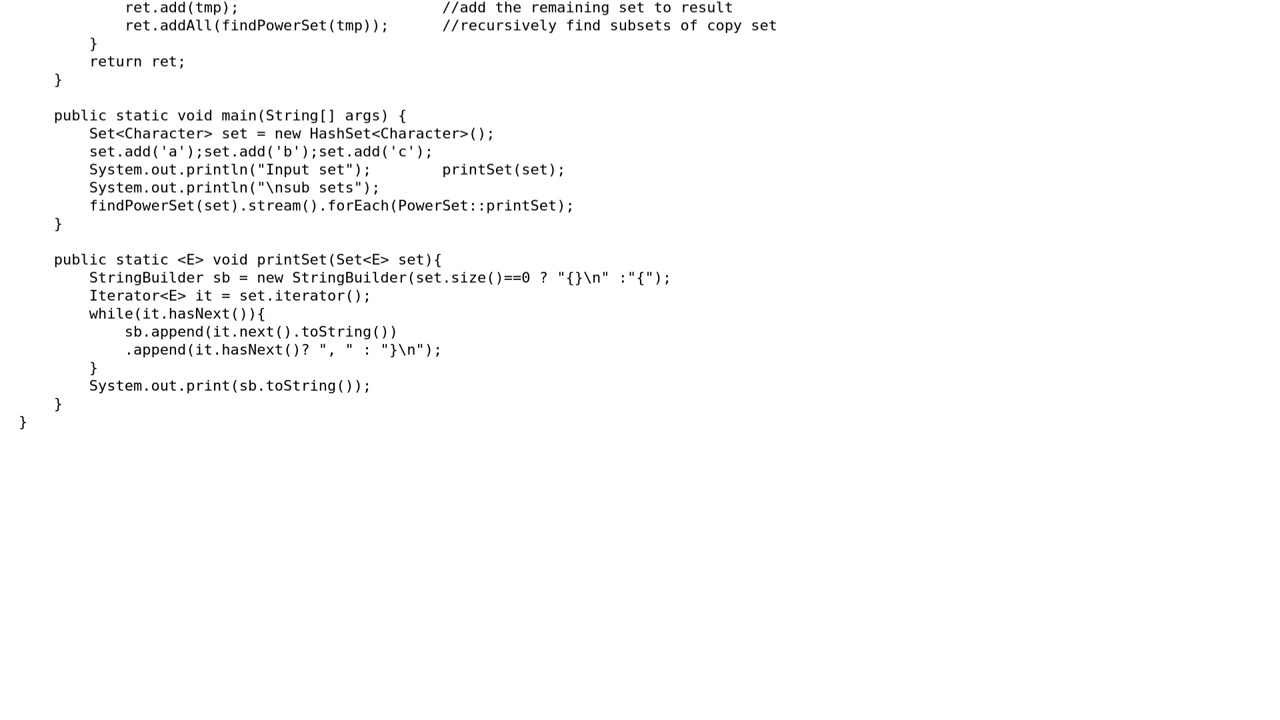 ret.add(tmp);                       //add the remaining set to result
            ret.addAll(findPowerSet(tmp));      //recursively find subsets of copy set
        }
        return ret;
    }

    public static void main(String[] args) {
        Set<Character> set = new HashSet<Character>();
        set.add('a');set.add('b');set.add('c');
        System.out.println("Input set");        printSet(set);
        System.out.println("\nsub sets");
        findPowerSet(set).stream().forEach(PowerSet::printSet);
    }

    public static <E> void printSet(Set<E> set){
        StringBuilder sb = new StringBuilder(set.size()==0 ? "{}\n" :"{");
        Iterator<E> it = set.iterator();
        while(it.hasNext()){
            sb.append(it.next().toString())
            .append(it.hasNext()? ", " : "}\n");
        }
        System.out.print(sb.toString());
    }
}